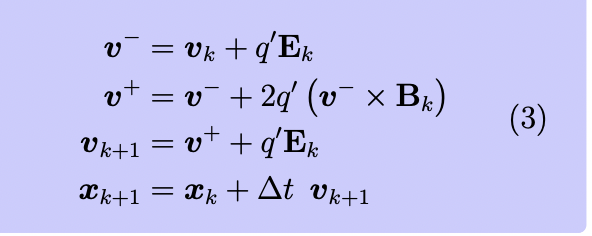 v⁻ = vₖ + q′Eₖ
v⁺ = v⁻ + 2q′ (v⁻ × Bₖ)
(3)
vₖ₊₁ = v⁺ + q′Eₖ
xₖ₊₁ = xₖ + Δt vₖ₊₁